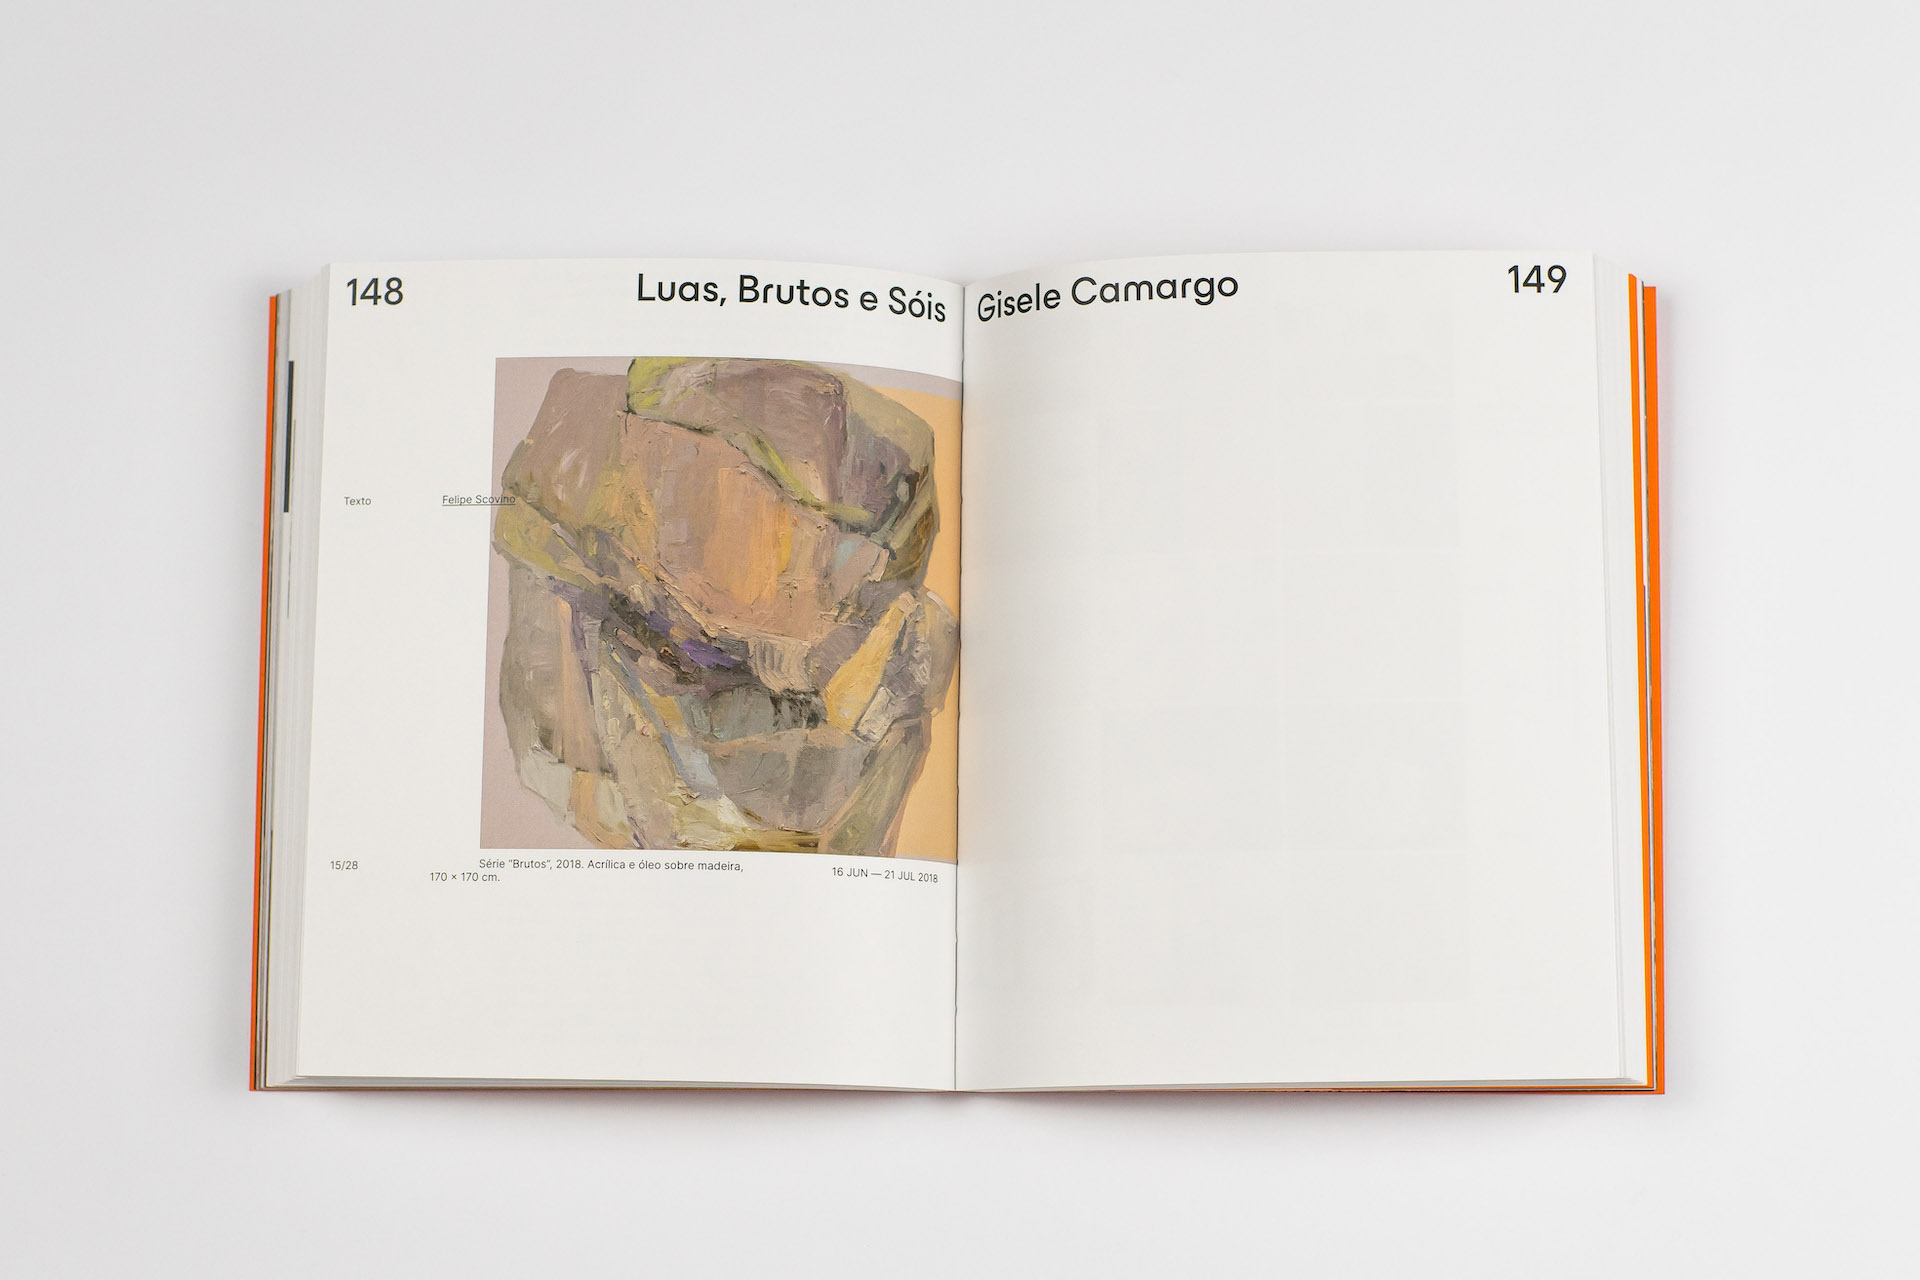 148
Luas, Brutos e Sóis
Gisele Camargo
149
Texto
Felipe Scovino
15/28
Série “Brutos”, 2018. Acrílica e óleo sobre madeira,
170 × 170 cm.
16 JUN — 21 JUL 2018